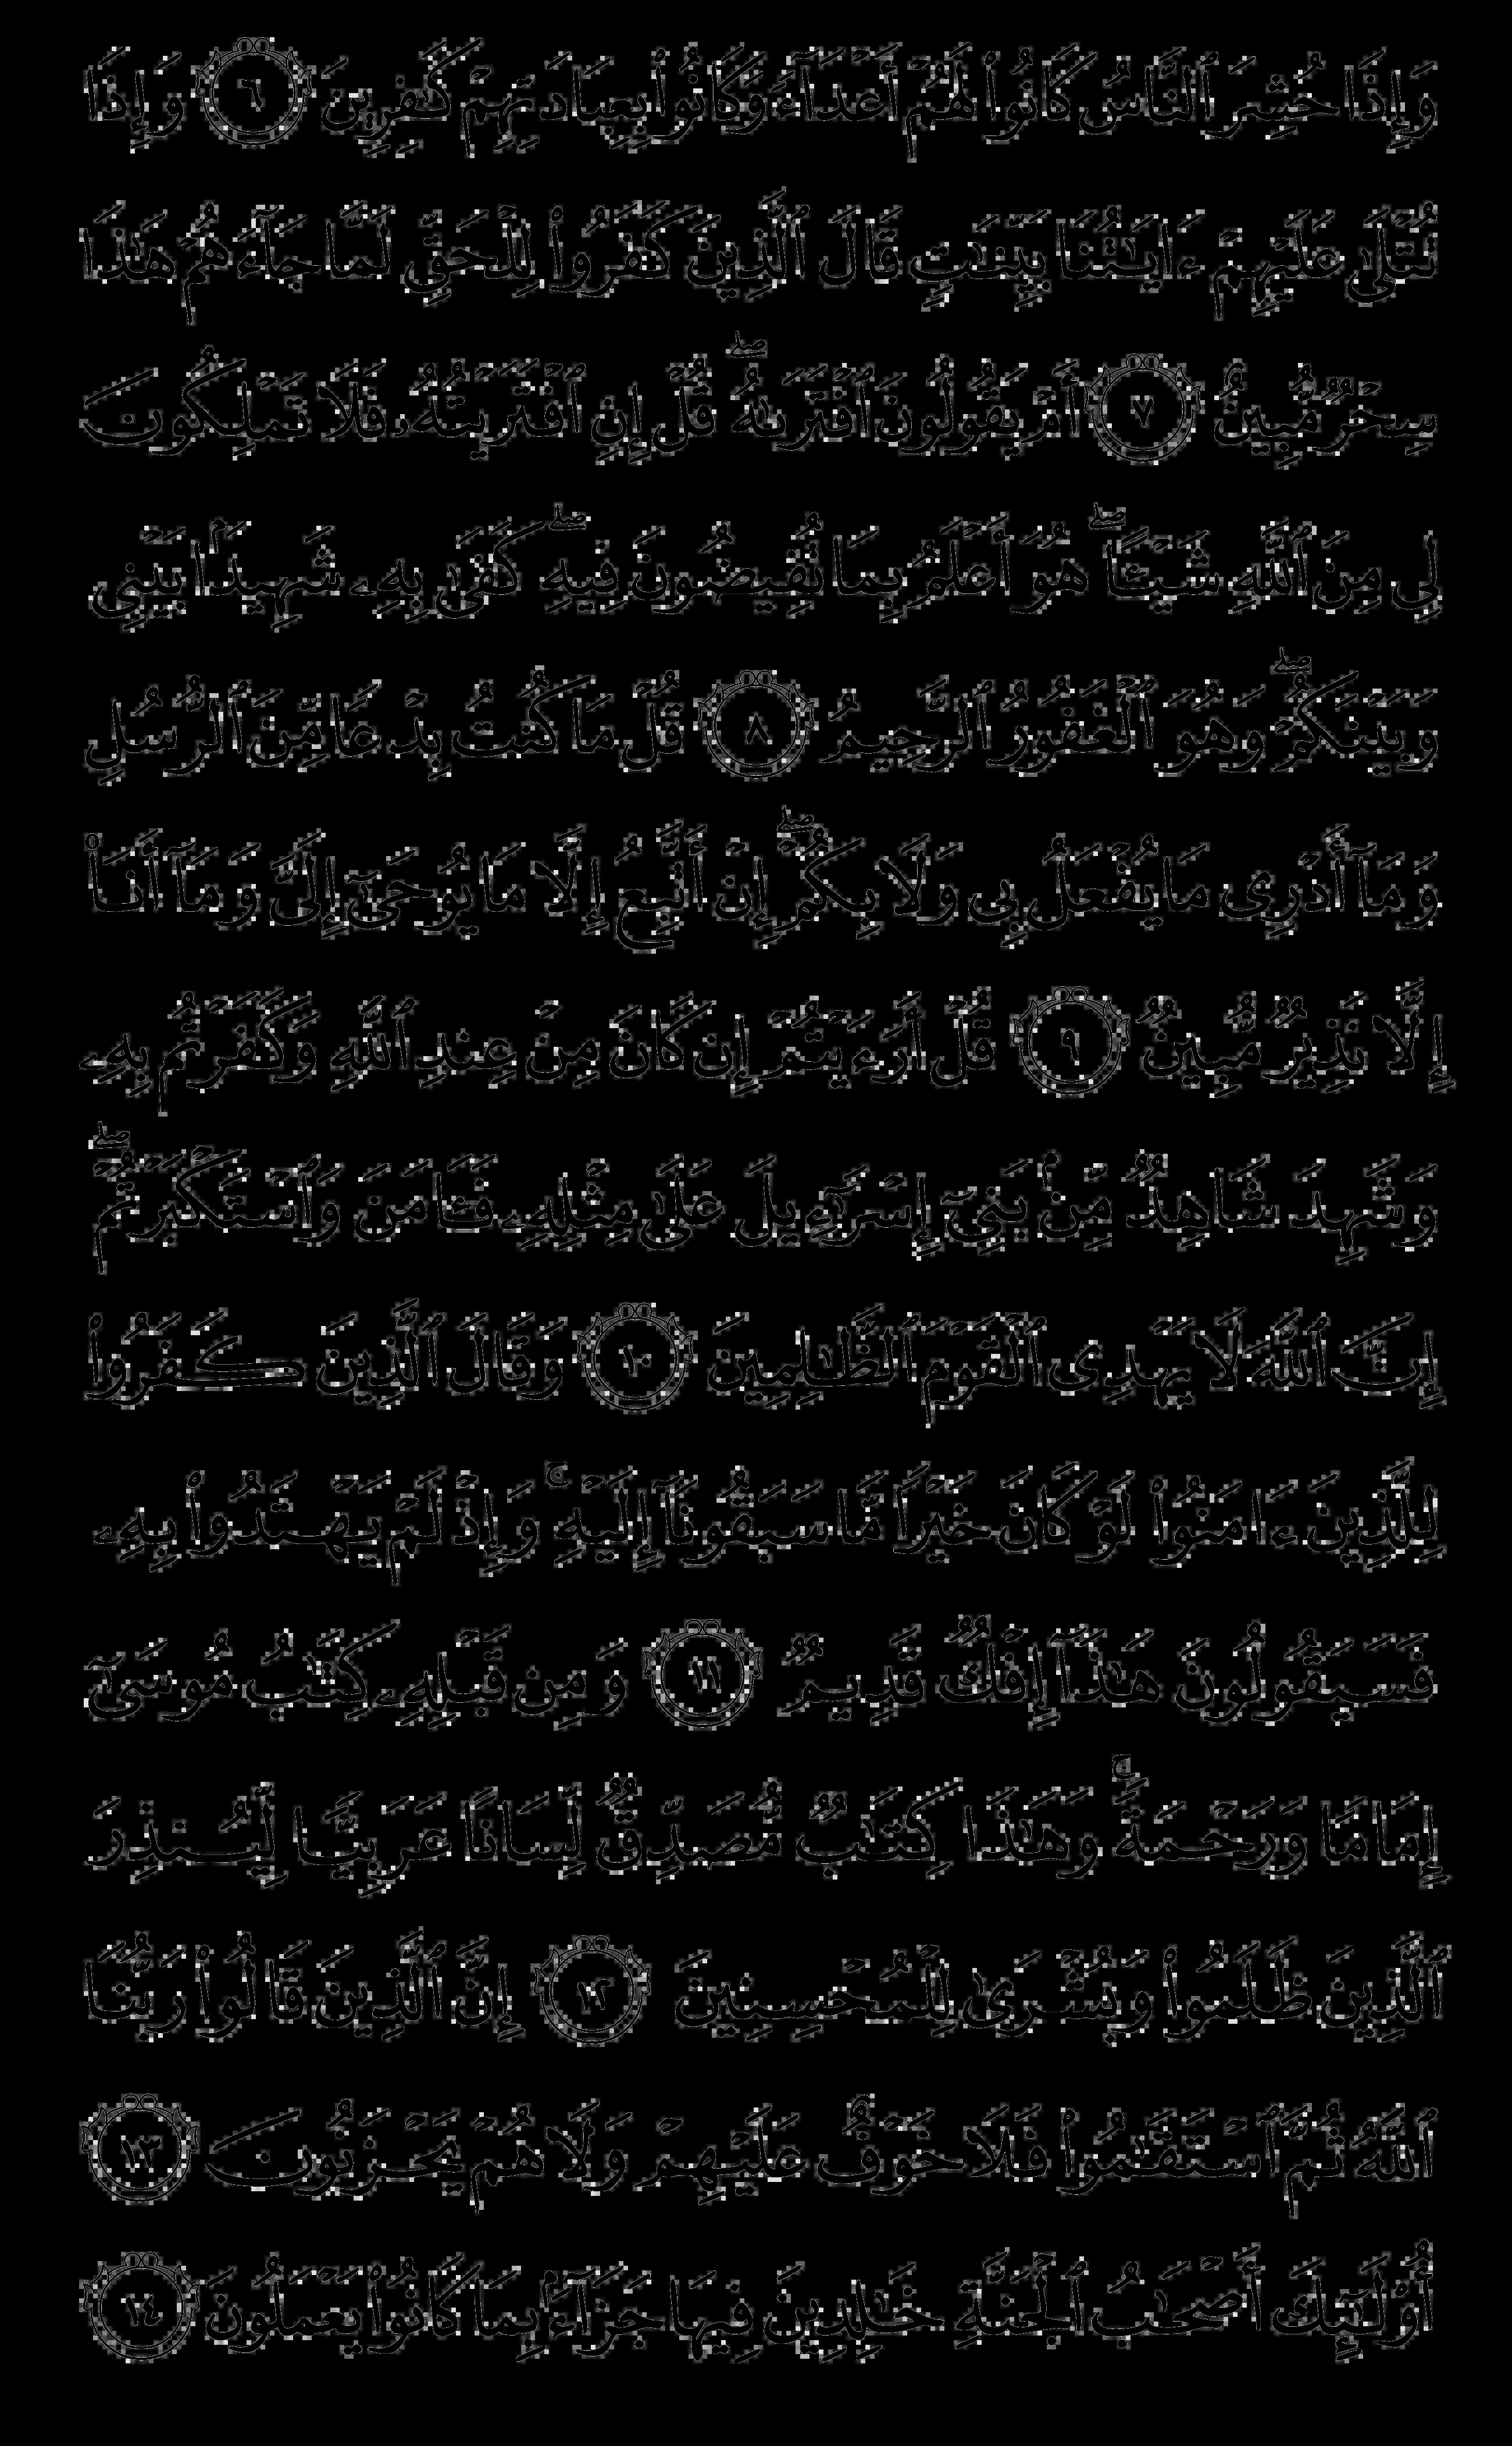 وَإِذَا حُشِرَ ٱلنَّاسُ كَانُوا۟ لَهُمْ أَعْدَآءً وَكَانُوا۟ بِعِبَادَتِهِمْ كَٰفِرِينَ ٦ وَإِذَا
تُتْلَىٰ عَلَيْهِمْ ءَايَٰتُنَا بَيِّنَٰتٍ قَالَ ٱلَّذِينَ كَفَرُوا۟ لِلْحَقِّ لَمَّا جَآءَهُمْ هَٰذَا
سِحْرٌ مُّبِينٌ ٧ أَمْ يَقُولُونَ ٱفْتَرَىٰهُ ۖ قُلْ إِنِ ٱفْتَرَيْتُهُۥ فَلَا تَمْلِكُونَ
لِى مِنَ ٱللَّهِ شَيْـًٔا ۖ هُوَ أَعْلَمُ بِمَا تُفِيضُونَ فِيهِ ۖ كَفَىٰ بِهِۦ شَهِيدًۢا بَيْنِى
وَبَيْنَكُمْ ۖ وَهُوَ ٱلْغَفُورُ ٱلرَّحِيمُ ٨ قُلْ مَا كُنتُ بِدْعًا مِّنَ ٱلرُّسُلِ
وَمَآ أَدْرِى مَا يُفْعَلُ بِى وَلَا بِكُمْ ۖ إِنْ أَتَّبِعُ إِلَّا مَا يُوحَىٰٓ إِلَىَّ وَمَآ أَنَا۠
إِلَّا نَذِيرٌ مُّبِينٌ ٩ قُلْ أَرَءَيْتُمْ إِن كَانَ مِنْ عِندِ ٱللَّهِ وَكَفَرْتُم بِهِۦ
وَشَهِدَ شَاهِدٌ مِّنۢ بَنِىٓ إِسْرَٰٓءِيلَ عَلَىٰ مِثْلِهِۦ فَـَٔامَنَ وَٱسْتَكْبَرْتُمْ ۖ
إِنَّ ٱللَّهَ لَا يَهْدِى ٱلْقَوْمَ ٱلظَّٰلِمِينَ ١٠ وَقَالَ ٱلَّذِينَ كَفَرُوا۟
لِلَّذِينَ ءَامَنُوا۟ لَوْ كَانَ خَيْرًا مَّا سَبَقُونَآ إِلَيْهِ ۚ وَإِذْ لَمْ يَهْتَدُوا۟ بِهِۦ
فَسَيَقُولُونَ هَٰذَآ إِفْكٌ قَدِيمٌ ١١ وَمِن قَبْلِهِۦ كِتَٰبُ مُوسَىٰٓ
إِمَامًا وَرَحْمَةً ۚ وَهَٰذَا كِتَٰبٌ مُّصَدِّقٌ لِّسَانًا عَرَبِيًّا لِّيُنذِرَ
ٱلَّذِينَ ظَلَمُوا۟ وَبُشْرَىٰ لِلْمُحْسِنِينَ ١٢ إِنَّ ٱلَّذِينَ قَالُوا۟ رَبُّنَا
ٱللَّهُ ثُمَّ ٱسْتَقَٰمُوا۟ فَلَا خَوْفٌ عَلَيْهِمْ وَلَا هُمْ يَحْزَنُونَ ١٣
أُو۟لَٰٓئِكَ أَصْحَٰبُ ٱلْجَنَّةِ خَٰلِدِينَ فِيهَا جَزَآءًۢ بِمَا كَانُوا۟ يَعْمَلُونَ ١٤